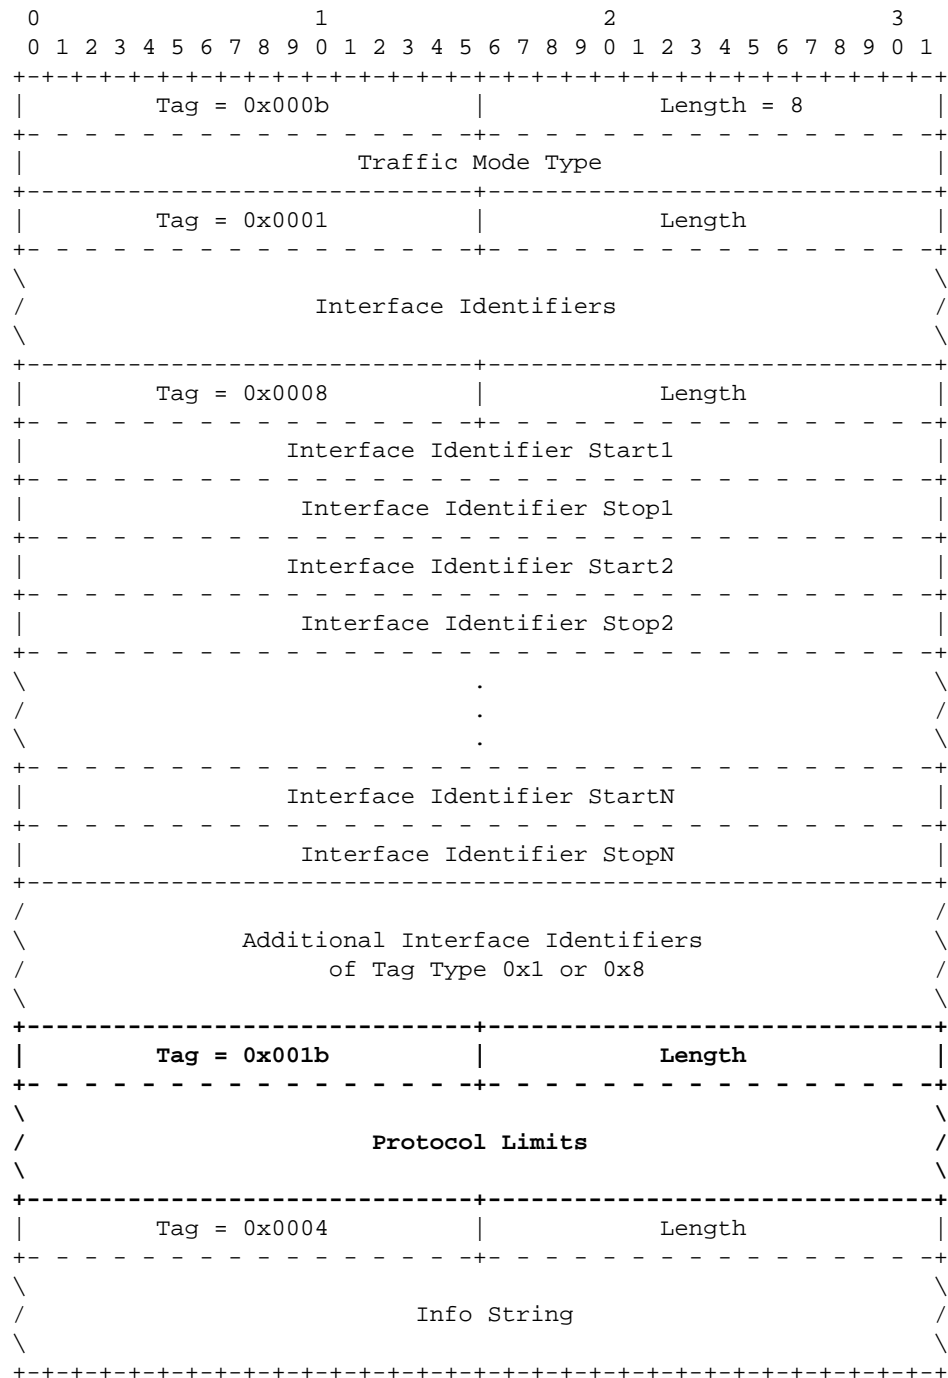 0                   1                   2                   3
 0 1 2 3 4 5 6 7 8 9 0 1 2 3 4 5 6 7 8 9 0 1 2 3 4 5 6 7 8 9 0 1
+-+-+-+-+-+-+-+-+-+-+-+-+-+-+-+-+-+-+-+-+-+-+-+-+-+-+-+-+-+-+-+-+
|         Tag = 0x000b          |            Length = 8         |
+- - - - - - - - - - - - - - - -+- - - - - - - - - - - - - - - -+
|                       Traffic Mode Type                       |
+-------------------------------+-------------------------------+
|         Tag = 0x0001          |            Length             |
+- - - - - - - - - - - - - - - -+- - - - - - - - - - - - - - - -+
\                                                               \
/                    Interface Identifiers                      /
\                                                               \
+-------------------------------+-------------------------------+
|         Tag = 0x0008          |            Length             |
+- - - - - - - - - - - - - - - -+- - - - - - - - - - - - - - - -+
|                  Interface Identifier Start1                  |
+- - - - - - - - - - - - - - - - - - - - - - - - - - - - - - - -+
|                   Interface Identifier Stop1                  |
+- - - - - - - - - - - - - - - - - - - - - - - - - - - - - - - -+
|                  Interface Identifier Start2                  |
+- - - - - - - - - - - - - - - - - - - - - - - - - - - - - - - -+
|                   Interface Identifier Stop2                  |
+- - - - - - - - - - - - - - - - - - - - - - - - - - - - - - - -+
\                               .                               \
/                               .                               /
\                               .                               \
+- - - - - - - - - - - - - - - - - - - - - - - - - - - - - - - -+
|                  Interface Identifier StartN                  |
+- - - - - - - - - - - - - - - - - - - - - - - - - - - - - - - -+
|                   Interface Identifier StopN                  |
+---------------------------------------------------------------+
/                                                               /
\               Additional Interface Identifiers                \
/                     of Tag Type 0x1 or 0x8                    /
\                                                               \
+-------------------------------+-------------------------------+
|         Tag = 0x001b          |            Length             |
+- - - - - - - - - - - - - - - -+- - - - - - - - - - - - - - - -+
\                                                               \
/                        Protocol Limits                        /
\                                                               \
+-------------------------------+-------------------------------+
|         Tag = 0x0004          |            Length             |
+- - - - - - - - - - - - - - - -+- - - - - - - - - - - - - - - -+
\                                                               \
/                           Info String                         /
\                                                               \
+-+-+-+-+-+-+-+-+-+-+-+-+-+-+-+-+-+-+-+-+-+-+-+-+-+-+-+-+-+-+-+-+